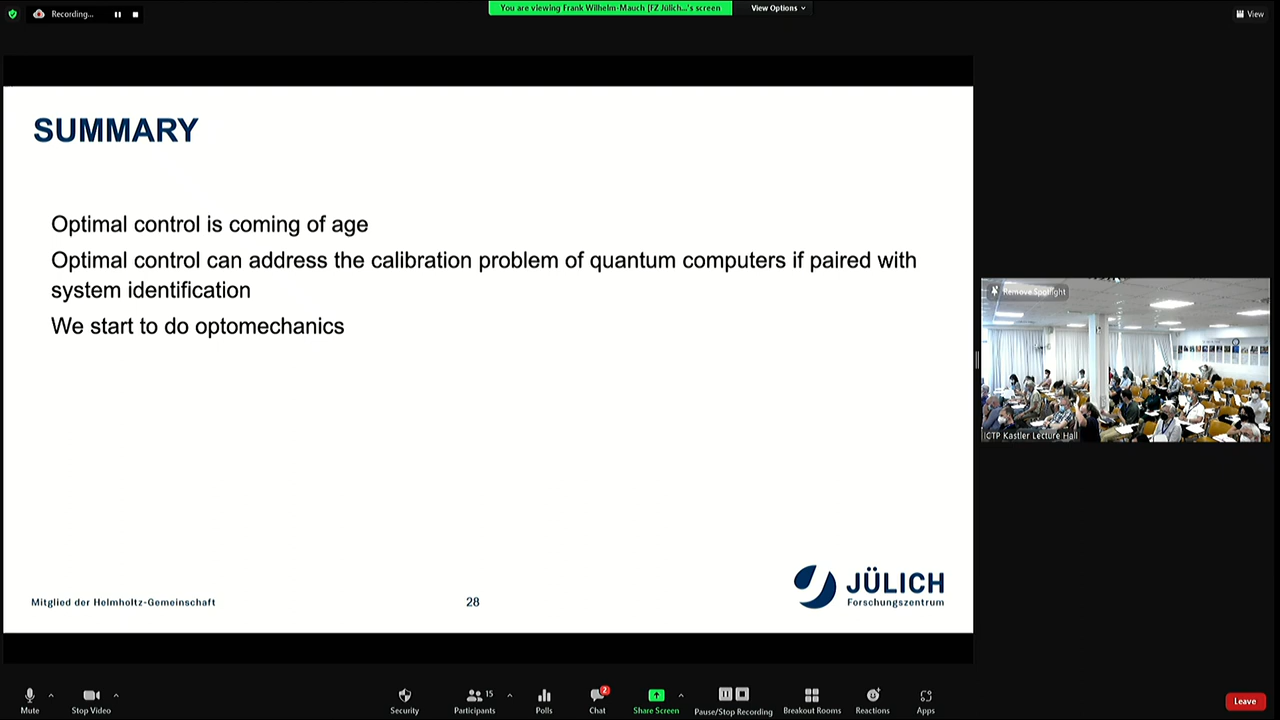 Recording...
You are viewing Frank Wilhelm-Mauch [FZ Jülich...'s screen
View Options
View
SUMMARY
Optimal control is coming of age
Optimal control can address the calibration problem of quantum computers if paired with
system identification
We start to do optomechanics
Remove Spotlight
ICTP Kastler Lecture Hall
Mitglied der Helmholtz-Gemeinschaft
28
JÜLICH
Forschungszentrum
Mute
Stop Video
Security
Participants
15
Polls
Chat
2
Share Screen
Pause/Stop Recording
Breakout Rooms
Reactions
Apps
Leave